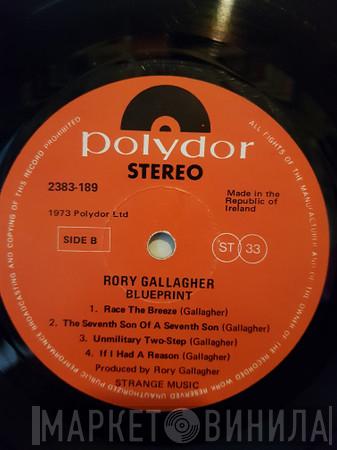 polydor
STEREO
2383-189
Made in the
Republic of
Ireland
1973 Polydor Ltd
SIDE B
ST 33
RORY GALLAGHER
BLUEPRINT
1. Race The Breeze (Gallagher)
2. The Seventh Son Of A Seventh Son (Gallagher)
3. Unmilitary Two-Step (Gallagher)
4. If I Had A Reason (Gallagher)
Produced by Rory Gallagher
STRANGE MUSIC
ALL RIGHTS OF THE MANUFACTURER AND OF THE OWNER OF THE RECORDED WORK RESERVED UNAUTHORIZED PUBLIC PERFORMANCE BROADCASTING AND COPYING OF THIS RECORD PROHIBITED
МАРКЕТ ВИНИЛА